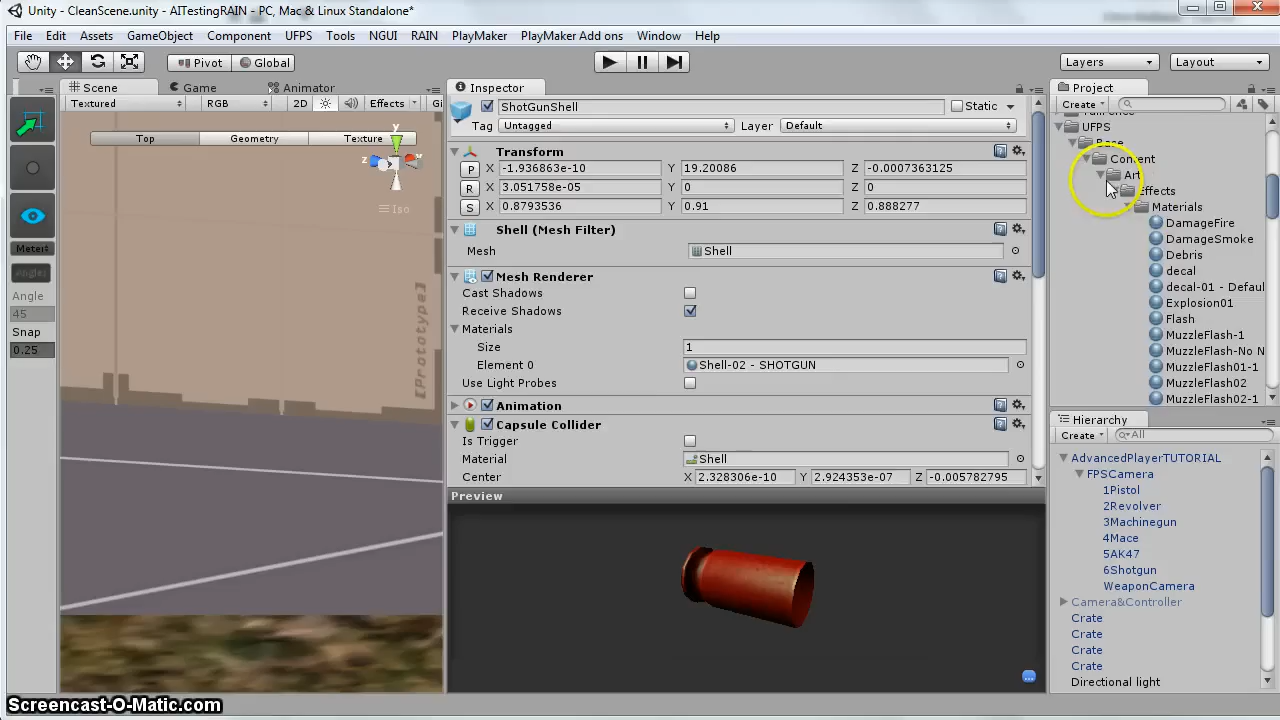 Unity - CleanScene.unity - AITestingRAIN - PC, Mac & Linux Standalone*
File Edit Assets GameObject Component UFPS Tools NGUI RAIN PlayMaker PlayMaker Add ons Window Help
Pivot Global Layers Layout
Scene Game Animator
Textured RGB 2D Effects Gi
Top Geometry Texture
y
z
Iso
[Prototype]
Meter
Angles
Angle
45
Snap
0.25
Inspector
ShotGunShell Static
Tag Untagged Layer Default
Transform
P X -1.936863e-10 Y 19.20086 Z -0.0007363125
R X 3.051758e-05 Y 0 Z 0
S X 0.8793536 Y 0.91 Z 0.888277
Shell (Mesh Filter)
Mesh Shell
Mesh Renderer
Cast Shadows
Receive Shadows
Materials
Size 1
Element 0 Shell-02 - SHOTGUN
Use Light Probes
Animation
Capsule Collider
Is Trigger
Material Shell
Center X 2.328306e-10 Y 2.924353e-07 Z -0.005782795
Preview
Project
Create
UFPS
Base
Content
Art
Effects
Materials
DamageFire
DamageSmoke
Debris
decal
decal-01 - Defaul
Explosion01
Flash
MuzzleFlash-1
MuzzleFlash-No N
MuzzleFlash01-1
MuzzleFlash02
MuzzleFlash02-1
Hierarchy
Create All
AdvancedPlayerTUTORIAL
FPSCamera
1Pistol
2Revolver
3Machinegun
4Mace
5AK47
6Shotgun
WeaponCamera
Camera&Controller
Crate
Crate
Crate
Crate
Directional light
Screencast-O-Matic.com